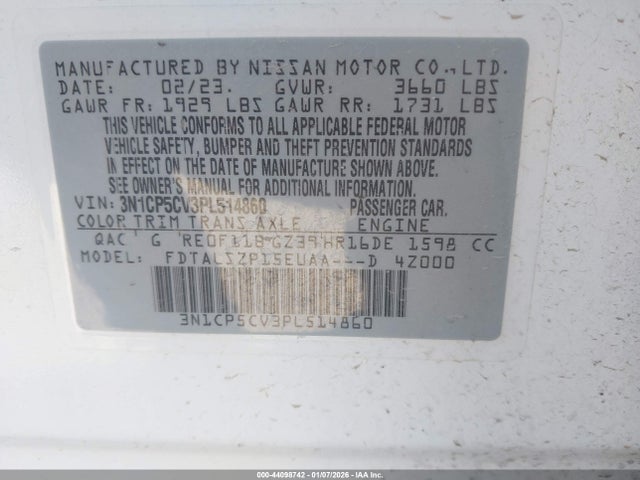 MANUFACTURED BY NISSAN MOTOR CO.,LTD.
DATE: 02/23. GVWR: 3660 LBS
GAWR FR: 1929 LBS GAWR RR: 1731 LBS
THIS VEHICLE CONFORMS TO ALL APPLICABLE FEDERAL MOTOR
VEHICLE SAFETY, BUMPER AND THEFT PREVENTION STANDARDS
IN EFFECT ON THE DATE OF MANUFACTURE SHOWN ABOVE.
SEE OWNER'S MANUAL FOR ADDITIONAL INFORMATION.
VIN: 3N1CP5CV3PL514860 PASSENGER CAR.
COLOR TRIM TRANS AXLE ENGINE
QAC G RE0F11B GZ39 HR16DE 1598 CC
MODEL: FDTALSZP15EUAA---D 4Z000
3N1CP5CV3PL514860
000-44098742 - 01/07/2026 - IAAI.com